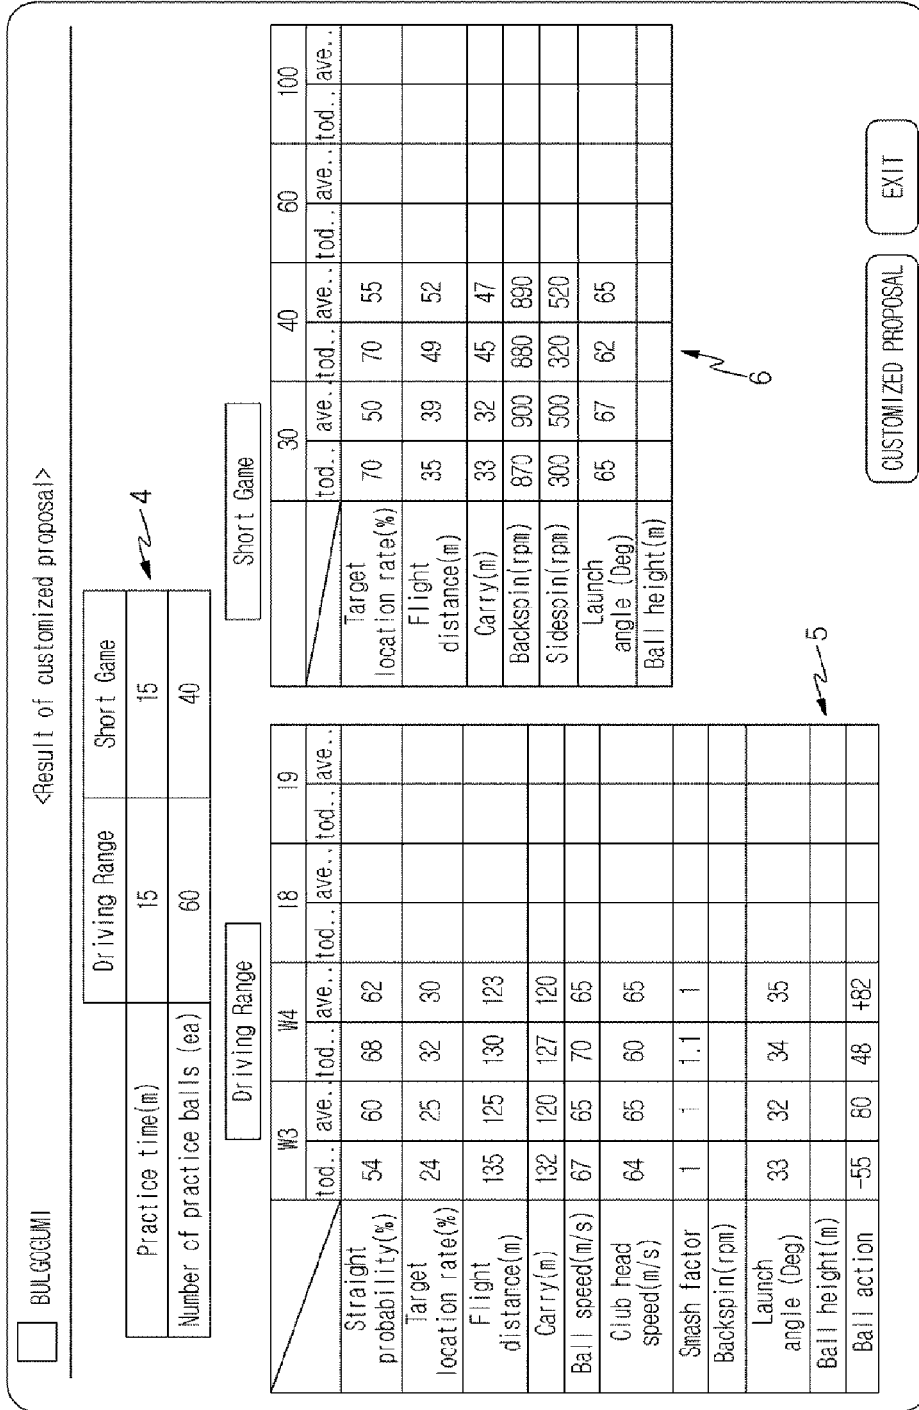 BULGOGUMI
<Result of customized proposal>
Driving Range Short Game
Practice time(m) 15 15
Number of practice balls (ea) 60 40
4
Driving Range
W3 W4 I8 I9
tod.. ave.. tod.. ave.. tod.. ave.. tod.. ave..
Straight
probability(%) 54 60 68 62
Target
location rate(%) 24 25 32 30
Flight
distance(m) 135 125 130 123
Carry(m) 132 120 127 120
Ball speed(m/s) 67 65 70 65
Club head
speed(m/s) 64 65 60 65
Smash factor 1 1 1.1 1
Backspin(rpm)
Launch
angle (Deg) 33 32 34 35
Ball height(m)
Ball action -55 80 48 +82
5
Short Game
30 40 60 100
tod.. ave.. tod.. ave.. tod.. ave.. tod.. ave..
Target
location rate(%) 70 50 70 55
Flight
distance(m) 35 39 49 52
Carry(m) 33 32 45 47
Backspin(rpm) 870 900 880 890
Sidespin(rpm) 300 500 320 520
Launch
angle (Deg) 65 67 62 65
Ball height(m)
6
CUSTOMIZED PROPOSAL
EXIT